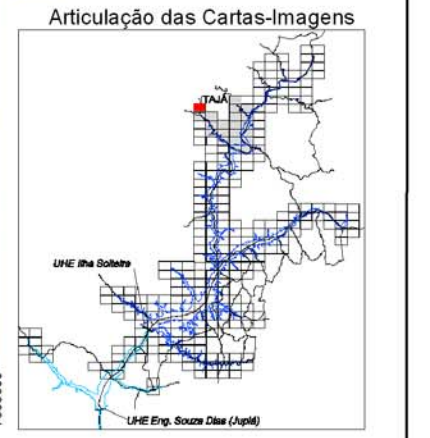 Articulação das Cartas-Imagens
TAJÁ
UHE Ilha Solteira
UHE Eng. Souza Dias (Jupiá)